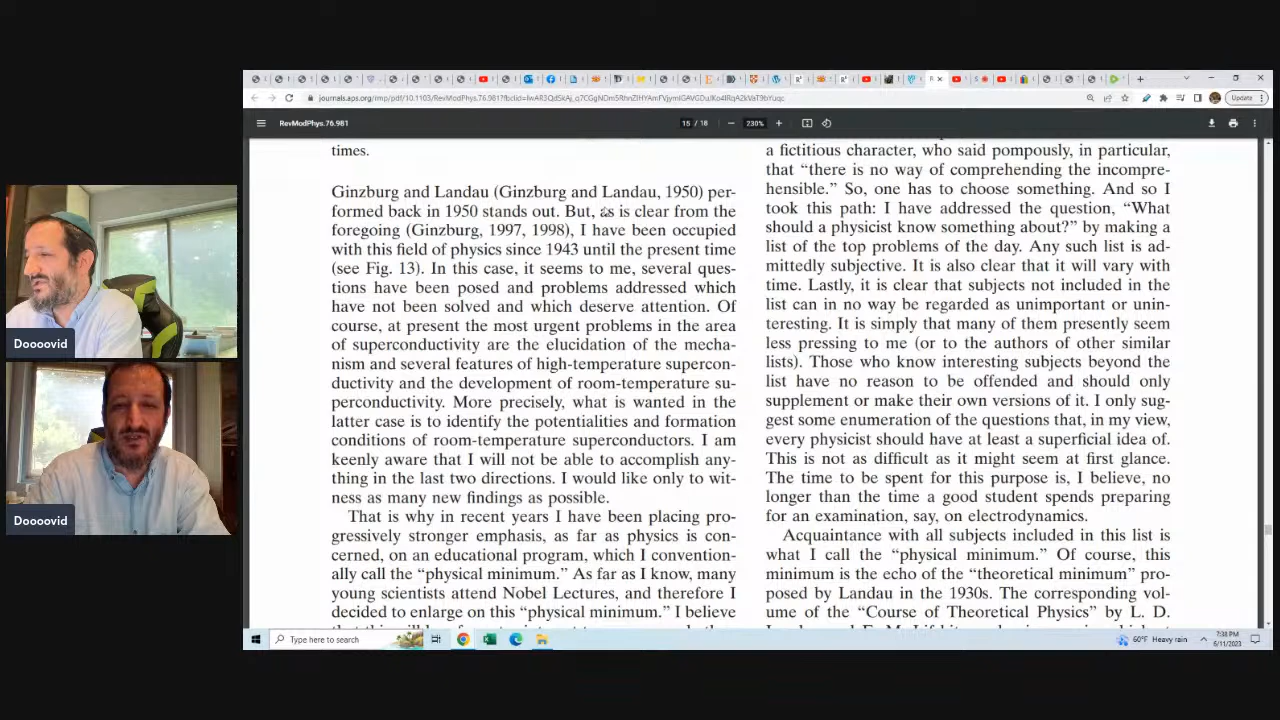 Update
journals.aps.org/rmp/pdf/10.1103/RevModPhys.76.981
RevModPhys.76.981
15 / 18
230%
times.
Ginzburg and Landau (Ginzburg and Landau, 1950) per-
formed back in 1950 stands out. But, as is clear from the
foregoing (Ginzburg, 1997, 1998), I have been occupied
with this field of physics since 1943 until the present time
(see Fig. 13). In this case, it seems to me, several ques-
tions have been posed and problems addressed which
have not been solved and which deserve attention. Of
course, at present the most urgent problems in the area
of superconductivity are the elucidation of the mecha-
nism and several features of high-temperature supercon-
ductivity and the development of room-temperature su-
perconductivity. More precisely, what is wanted in the
latter case is to identify the potentialities and formation
conditions of room-temperature superconductors. I am
keenly aware that I will not be able to accomplish any-
thing in the last two directions. I would like only to wit-
ness as many new findings as possible.
That is why in recent years I have been placing pro-
gressively stronger emphasis, as far as physics is con-
cerned, on an educational program, which I convention-
ally call the “physical minimum.” As far as I know, many
young scientists attend Nobel Lectures, and therefore I
decided to enlarge on this “physical minimum.” I believe
a fictitious character, who said pompously, in particular,
that “there is no way of comprehending the incompre-
hensible.” So, one has to choose something. And so I
took this path: I have addressed the question, “What
should a physicist know something about?” by making a
list of the top problems of the day. Any such list is ad-
mittedly subjective. It is also clear that it will vary with
time. Lastly, it is clear that subjects not included in the
list can in no way be regarded as unimportant or unin-
teresting. It is simply that many of them presently seem
less pressing to me (or to the authors of other similar
lists). Those who know interesting subjects beyond the
list have no reason to be offended and should only
supplement or make their own versions of it. I only sug-
gest some enumeration of the questions that, in my view,
every physicist should have at least a superficial idea of.
This is not as difficult as it might seem at first glance.
The time to be spent for this purpose is, I believe, no
longer than the time a good student spends preparing
for an examination, say, on electrodynamics.
Acquaintance with all subjects included in this list is
what I call the “physical minimum.” Of course, this
minimum is the echo of the “theoretical minimum” pro-
posed by Landau in the 1930s. The corresponding vol-
ume of the “Course of Theoretical Physics” by L. D.
Doooovid
Doooovid
Type here to search
60°F Heavy rain
7:38 PM
6/11/2023